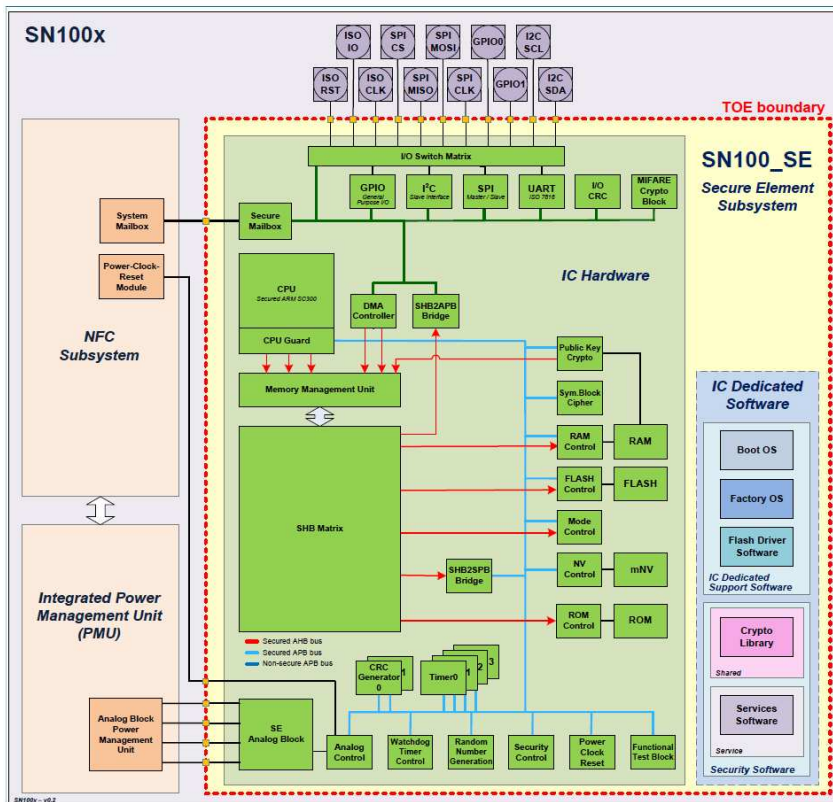 SN100x
ISO
IO
SPI
CS
SPI
MOSI
GPIO0
I2C
SCL
ISO
RST
ISO
CLK
SPI
MISO
SPI
CLK
GPIO1
I2C
SDA
TOE boundary
I/O Switch Matrix
SN100_SE
Secure Element
Subsystem
GPIO
General
Purpose I/O
I²C
Slave Interface
SPI
Master / Slave
UART
ISO 7816
I/O
CRC
MIFARE
Crypto
Block
System
Mailbox
Secure
Mailbox
Power-Clock-
Reset
Module
IC Hardware
CPU
Secured ARM SC300
CPU Guard
DMA
Controller
SHB2APB
Bridge
NFC
Subsystem
Public Key
Crypto
Memory Management Unit
Sym.Block
Cipher
IC Dedicated
Software
RAM
Control
RAM
Boot OS
FLASH
Control
FLASH
Factory OS
SHB Matrix
Mode
Control
Flash Driver
Software
SHB2SPB
Bridge
NV
Control
mNV
IC Dedicated
Support Software
Integrated Power
Management Unit
(PMU)
ROM
Control
ROM
Crypto
Library
Shared
Secured AHB bus
Secured APB bus
Non-secure APB bus
CRC
Generator
0
1
Timer0
1
2
3
Analog Block
Power
Management
Unit
SE
Analog Block
Analog
Control
Watchdog
Timer
Control
Random
Number
Generation
Security
Control
Power
Clock
Reset
Functional
Test Block
Services
Software
Service
Security Software
SN100x – v0.2